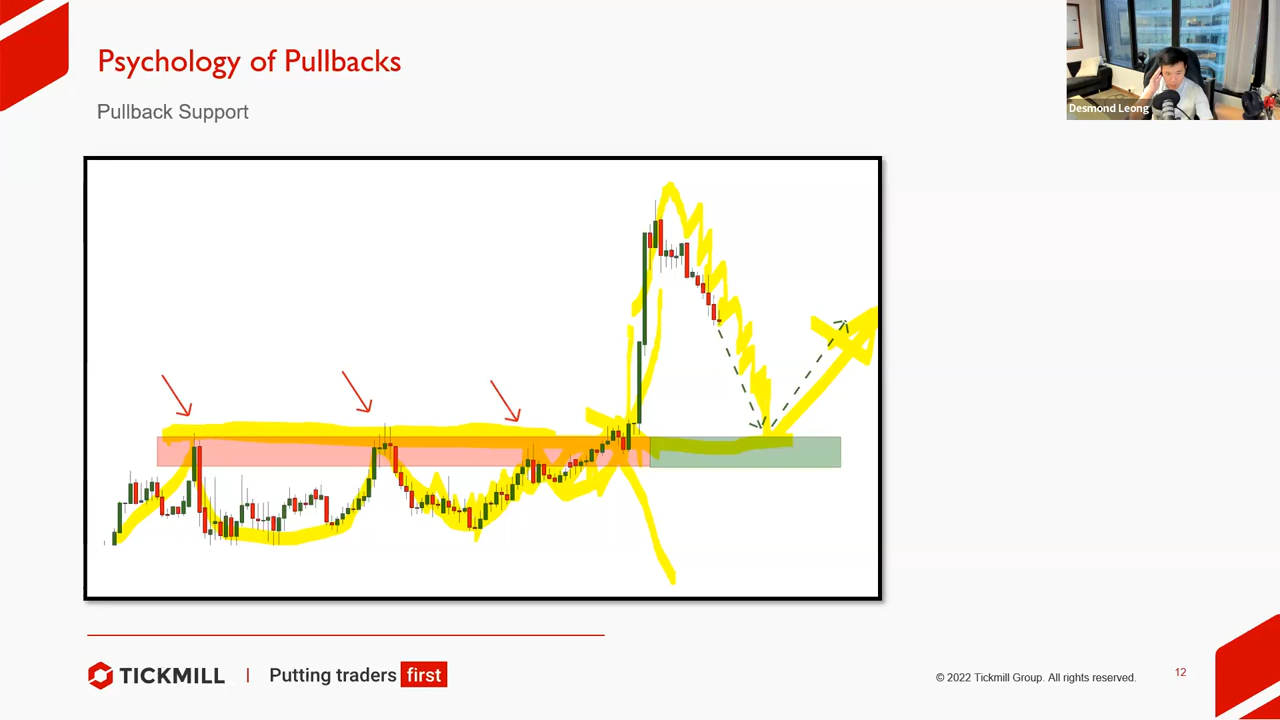 Psychology of Pullbacks
Pullback Support
Desmond Leong
TICKMILL | Putting traders first
© 2022 Tickmill Group. All rights reserved.
12